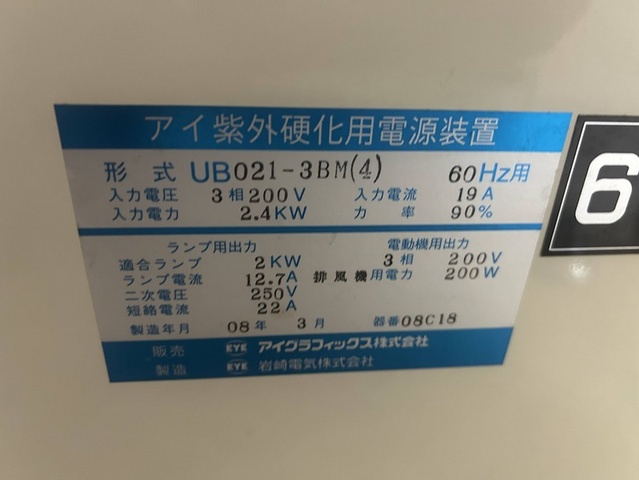 アイ紫外硬化用電源装置
形式 UB021-3BM(4) 60Hz用
入力電圧 3相200V 入力電流 19A
入力電力 2.4KW 力率 90%
ランプ用出力 電動機用出力
適合ランプ 2KW 3相 200V
ランプ電流 12.7A 排風機用電力 200W
二次電圧 250V
短絡電流 22A
製造年月 08年 3月 器番08C18
販売 EYE アイグラフィックス株式会社
製造 EYE 岩崎電気株式会社
6